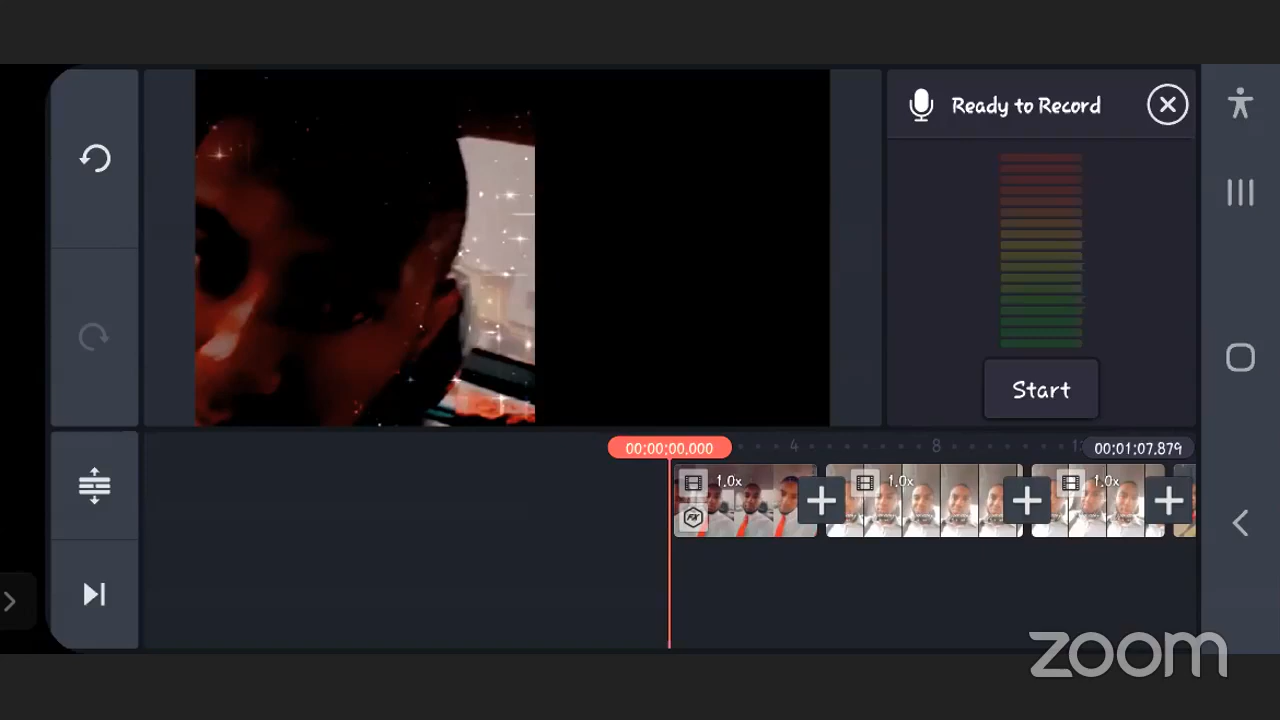 Ready to Record
Start
00:00:00.000
4
8
00:01:07.879
1.0x
1.0x
1.0x
zoom